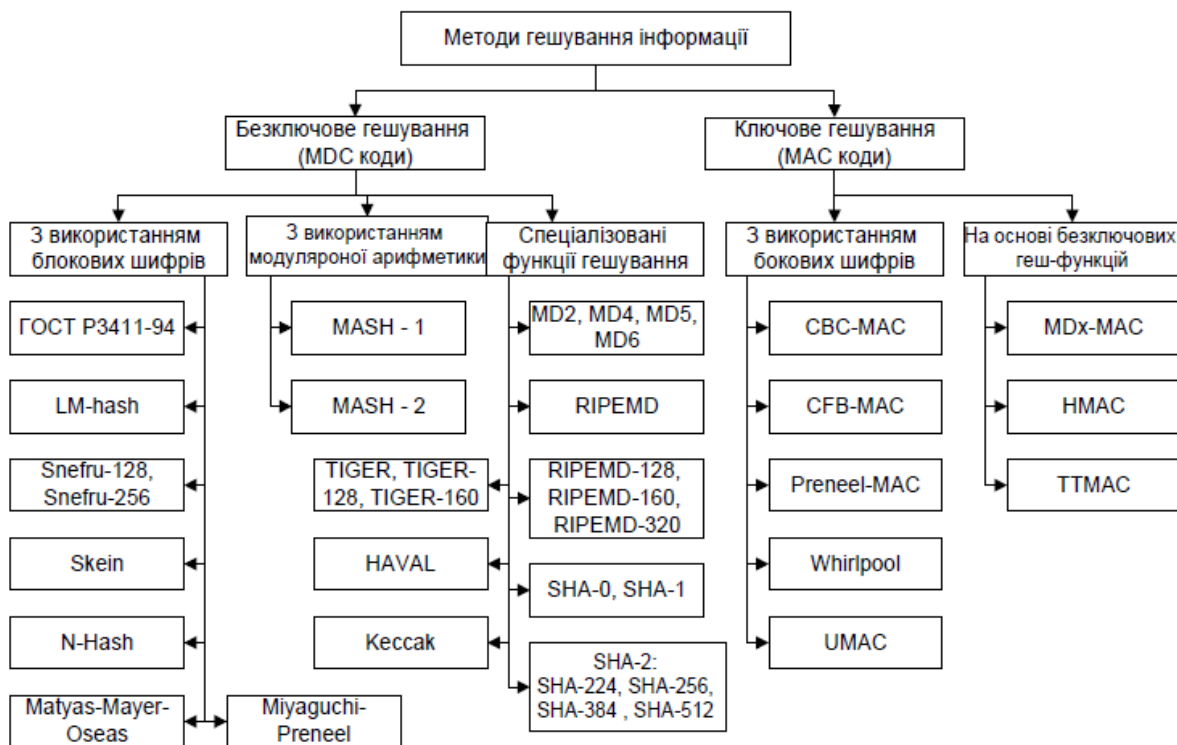 Методи гешування інформації
Безключове гешування
(MDC коди)
Ключове гешування
(MAC коди)
З використанням
блокових шифрів
З використанням
модуляроної арифметики
Спеціалізовані
функції гешування
З використанням
бокових шифрів
На основі безключових
геш-функцій
ГОСТ Р3411-94
MASH - 1
MD2, MD4, MD5,
MD6
CBC-MAC
MDx-MAC
LM-hash
MASH - 2
RIPEMD
CFB-MAC
HMAC
Snefru-128,
Snefru-256
TIGER, TIGER-
128, TIGER-160
RIPEMD-128,
RIPEMD-160,
RIPEMD-320
Preneel-MAC
TTMAC
Skein
HAVAL
SHA-0, SHA-1
Whirlpool
N-Hash
Keccak
SHA-2:
SHA-224, SHA-256,
SHA-384 , SHA-512
UMAC
Matyas-Mayer-
Oseas
Miyaguchi-
Preneel